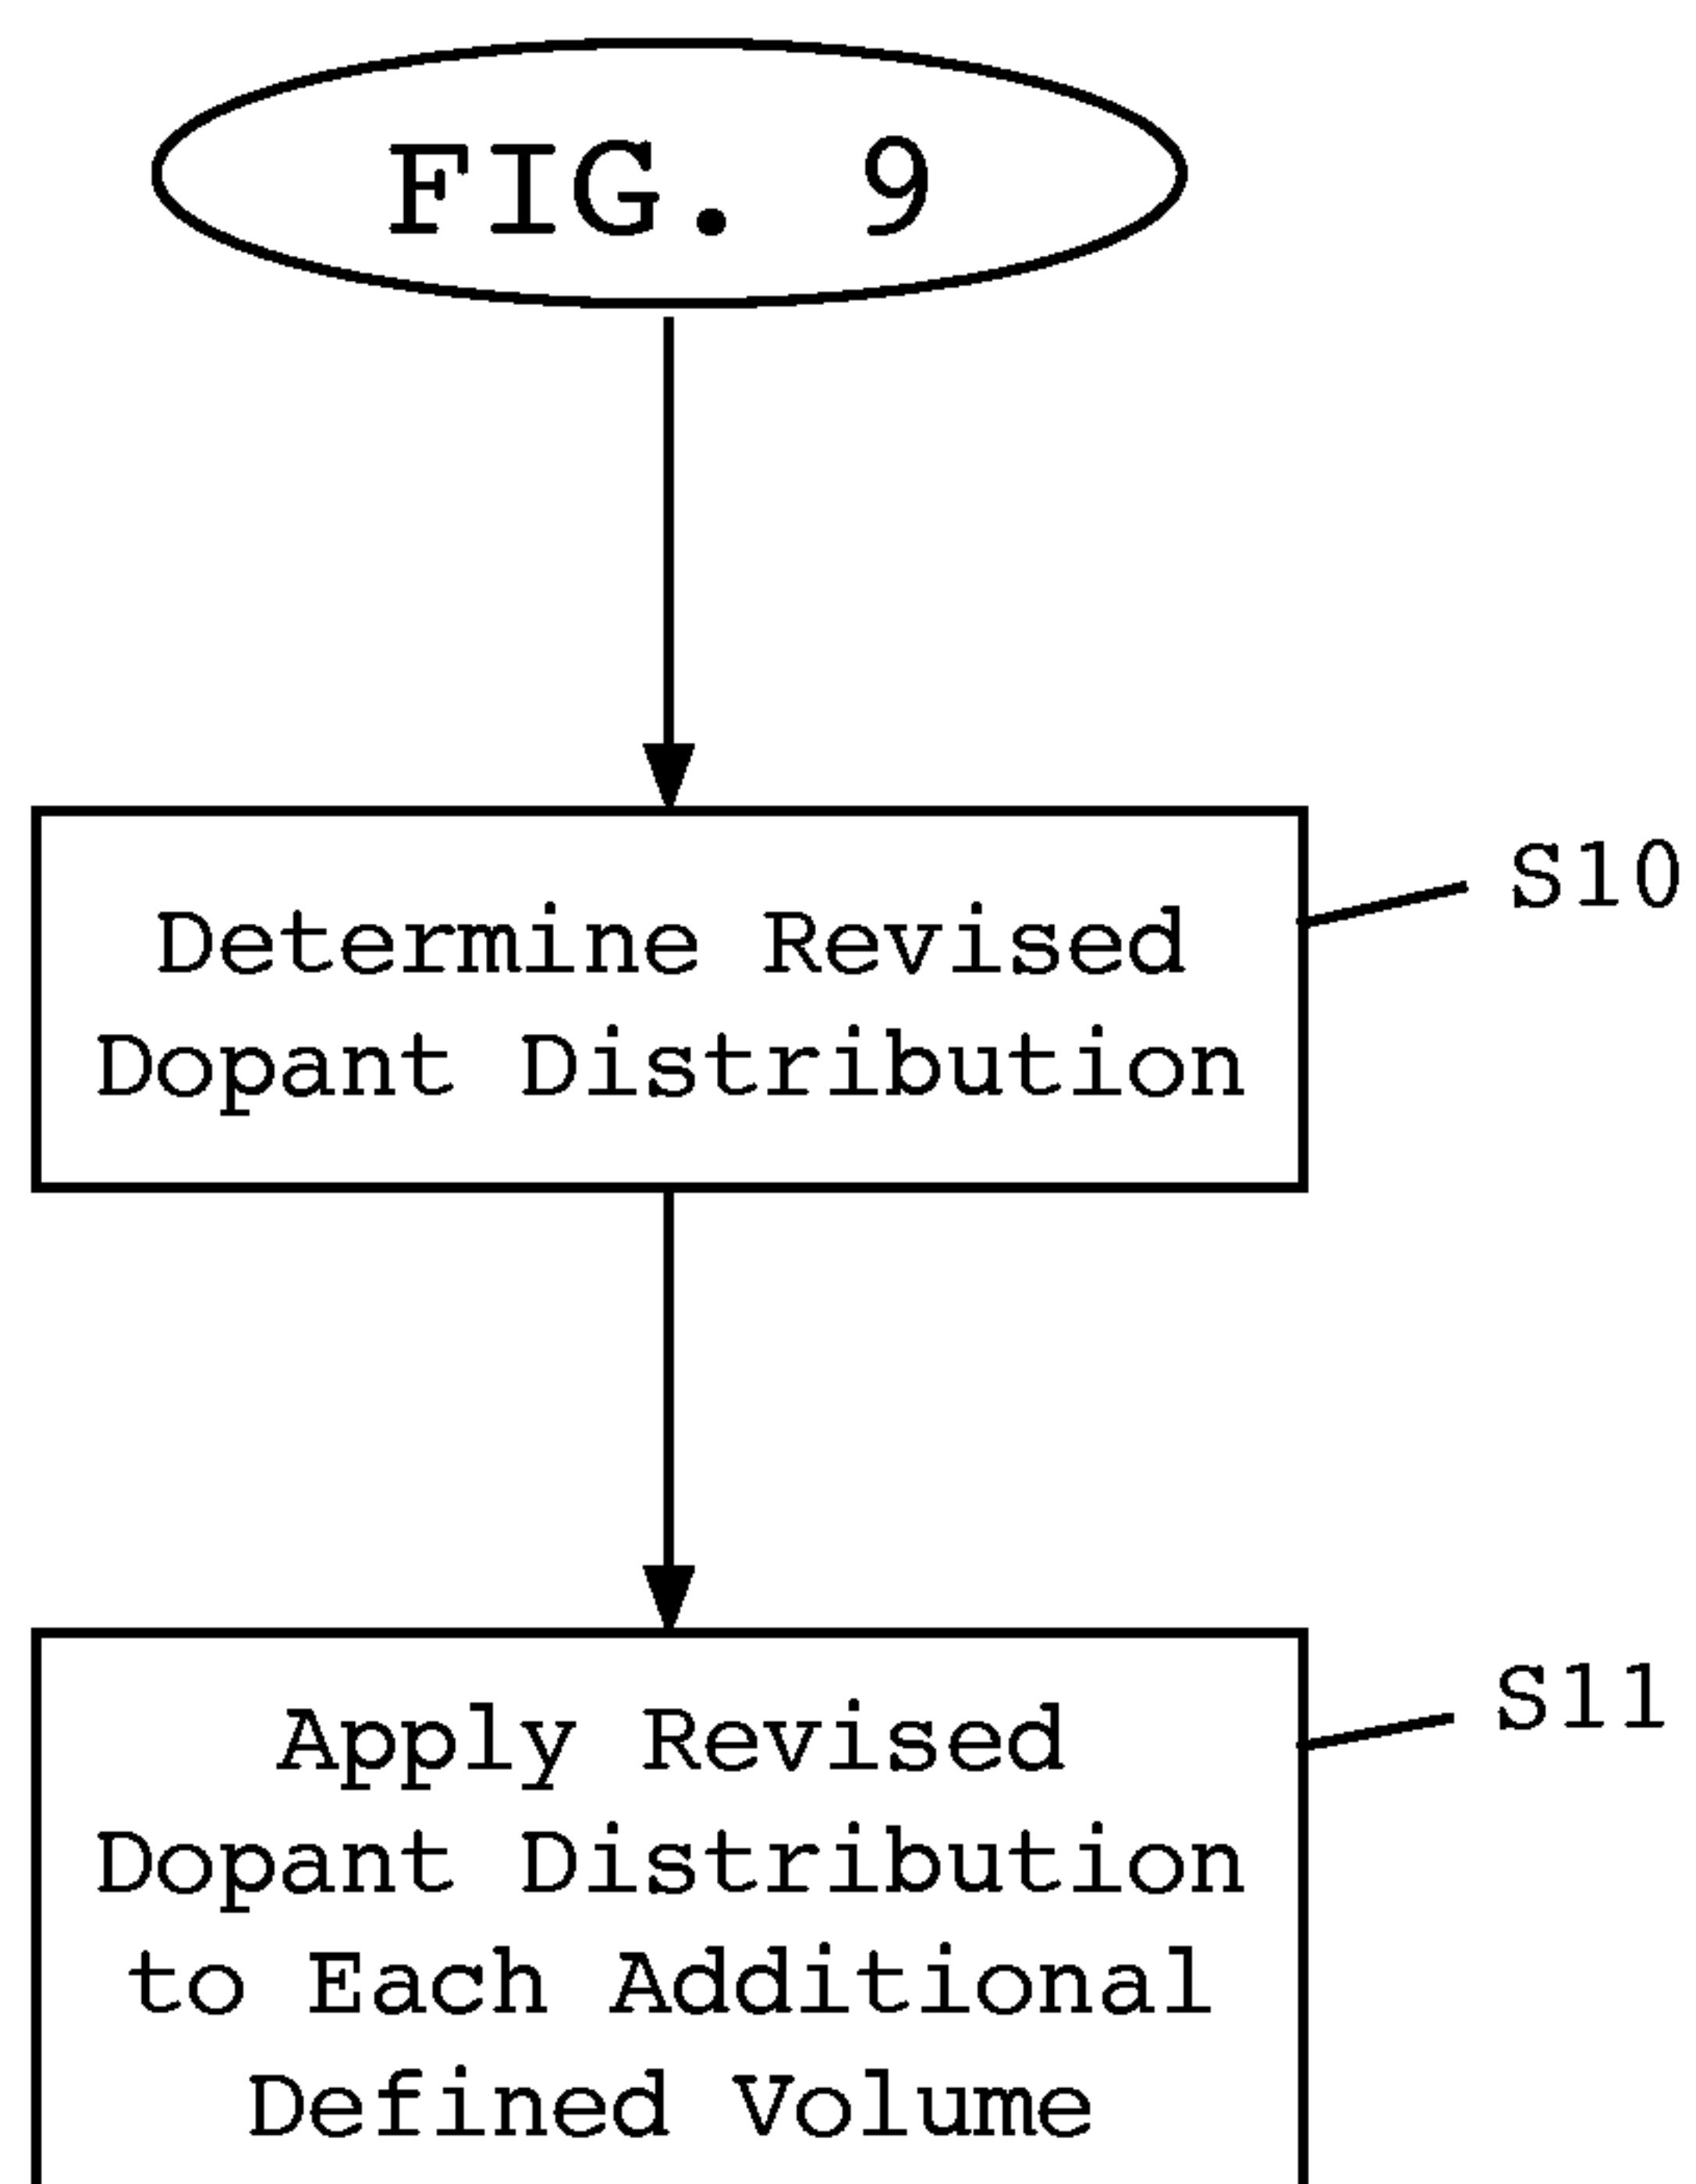 FIG. 9
S10
Determine Revised
Dopant Distribution
S11
Apply Revised
Dopant Distribution
to Each Additional
Defined Volume